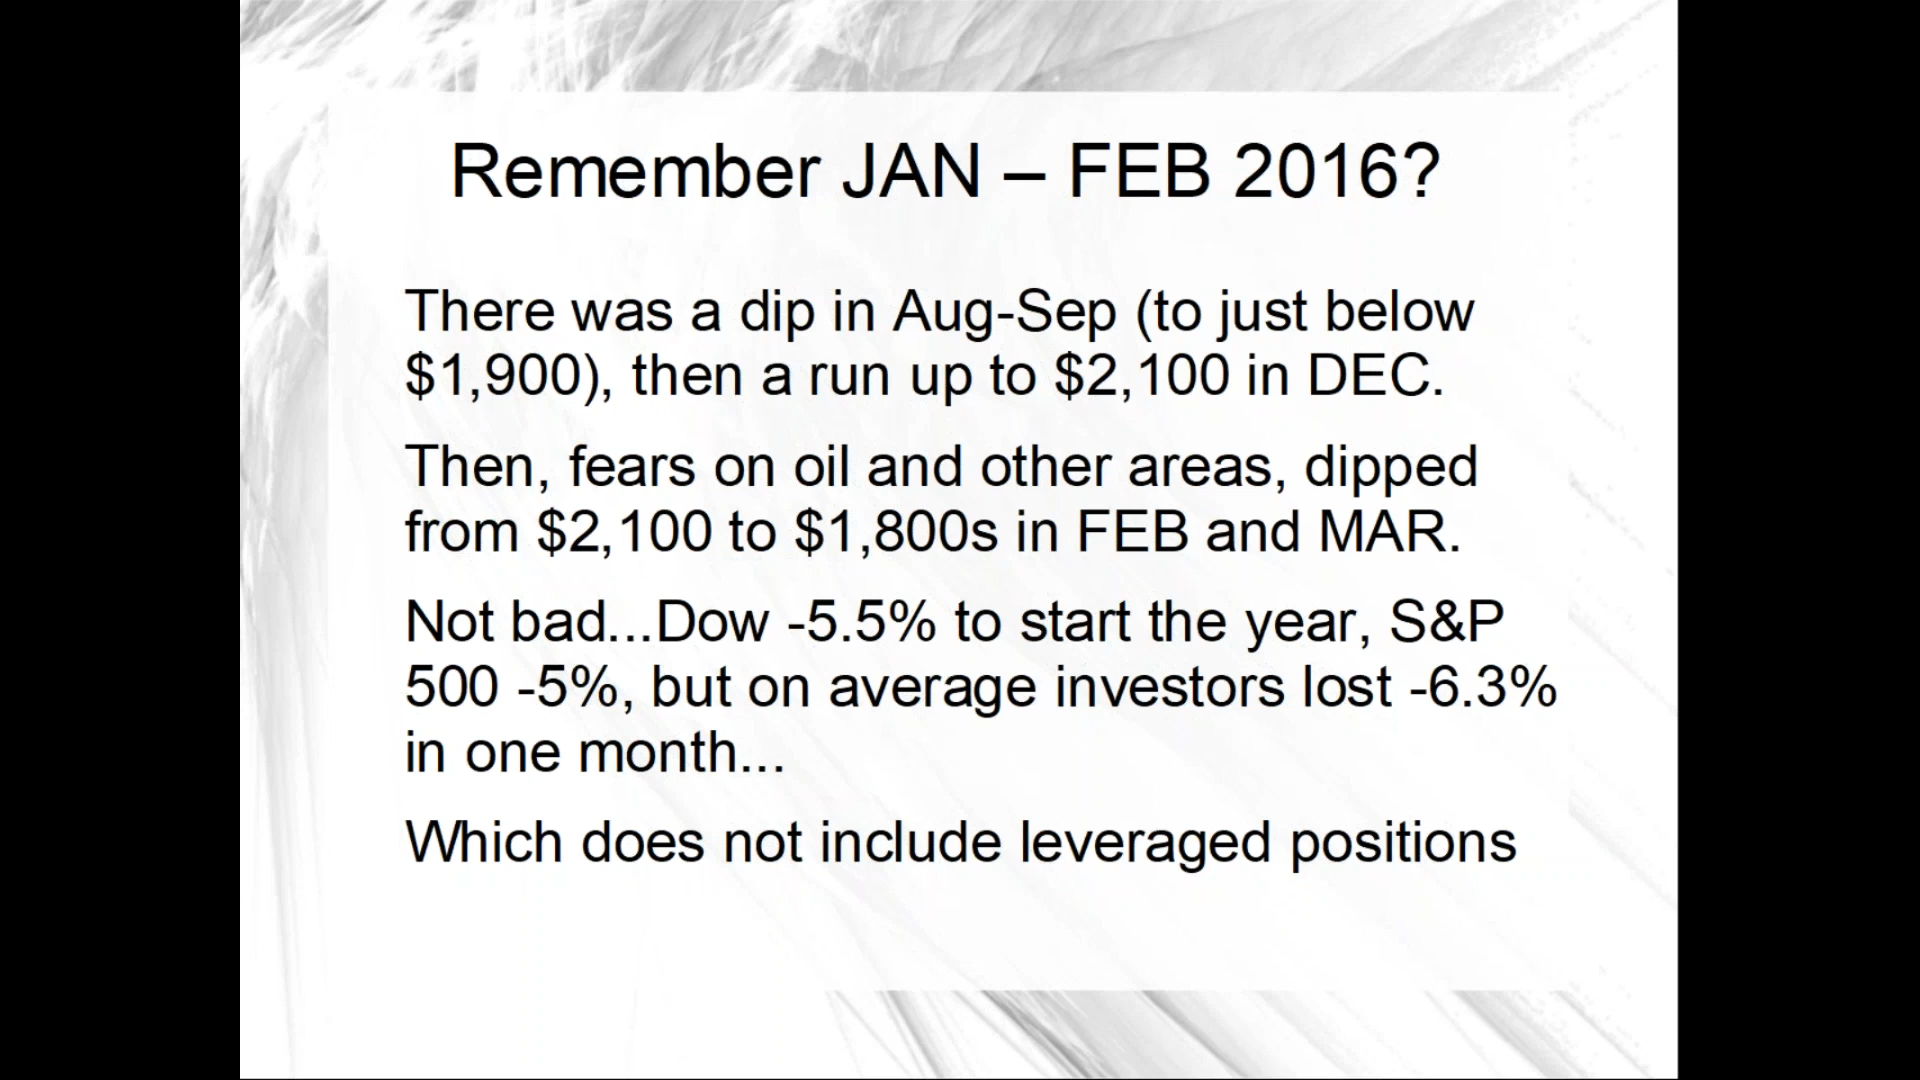 Remember JAN – FEB 2016?
There was a dip in Aug-Sep (to just below
$1,900), then a run up to $2,100 in DEC.
Then, fears on oil and other areas, dipped
from $2,100 to $1,800s in FEB and MAR.
Not bad...Dow -5.5% to start the year, S&P
500 -5%, but on average investors lost -6.3%
in one month...
Which does not include leveraged positions